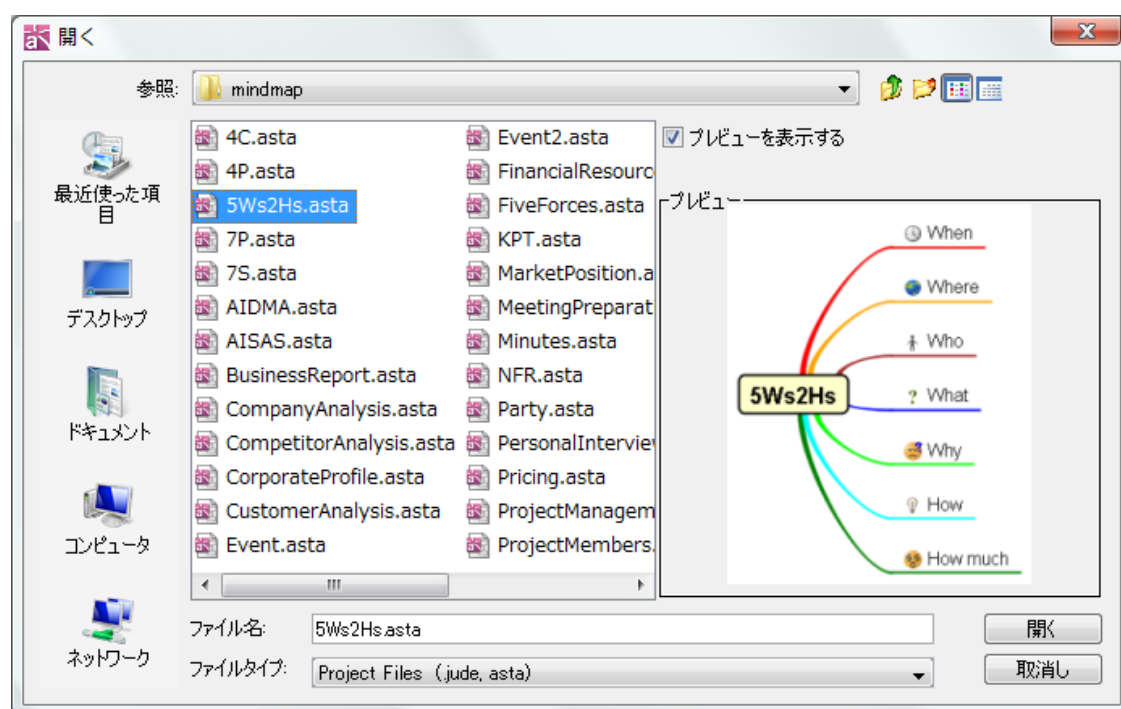 開く
参照:
mindmap
最近使った項
目
デスクトップ
ドキュメント
コンピュータ
ネットワーク
4C.asta
4P.asta
5Ws2Hs.asta
7P.asta
7S.asta
AIDMA.asta
AISAS.asta
BusinessReport.asta
CompanyAnalysis.asta
CompetitorAnalysis.asta
CorporateProfile.asta
CustomerAnalysis.asta
Event.asta
Event2.asta
FinancialResourc
FiveForces.asta
KPT.asta
MarketPosition.a
MeetingPreparat
Minutes.asta
NFR.asta
Party.asta
PersonalIntervie
Pricing.asta
ProjectManagem
ProjectMembers.
プレビューを表示する
プレビュー
5Ws2Hs
When
Where
Who
? What
Why
How
How much
ファイル名:
5Ws2Hs.asta
開く
ファイルタイプ:
Project Files (.jude, asta)
取消し